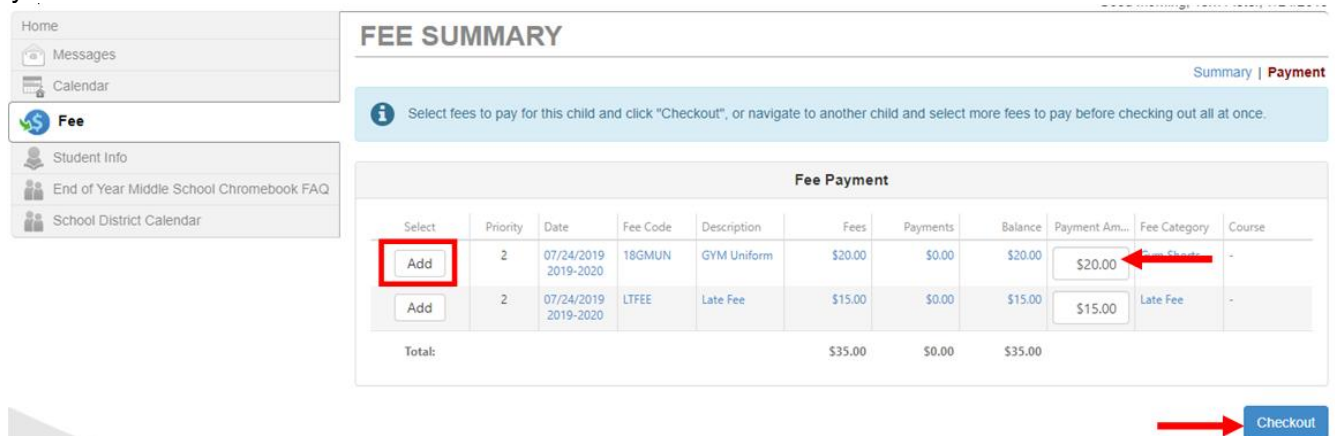 Home
Messages
Calendar
Fee
Student Info
End of Year Middle School Chromebook FAQ
School District Calendar
FEE SUMMARY
Summary | Payment
Select fees to pay for this child and click "Checkout", or navigate to another child and select more fees to pay before checking out all at once.
Fee Payment
Select Priority Date Fee Code Description Fees Payments Balance Payment Am... Fee Category Course
Add 2 07/24/2019 18GMUN GYM Uniform $20.00 $0.00 $20.00 $20.00 Gym Shorts -
2019-2020
Add 2 07/24/2019 LTFEE Late Fee $15.00 $0.00 $15.00 $15.00 Late Fee -
2019-2020
Total: $35.00 $0.00 $35.00
Checkout